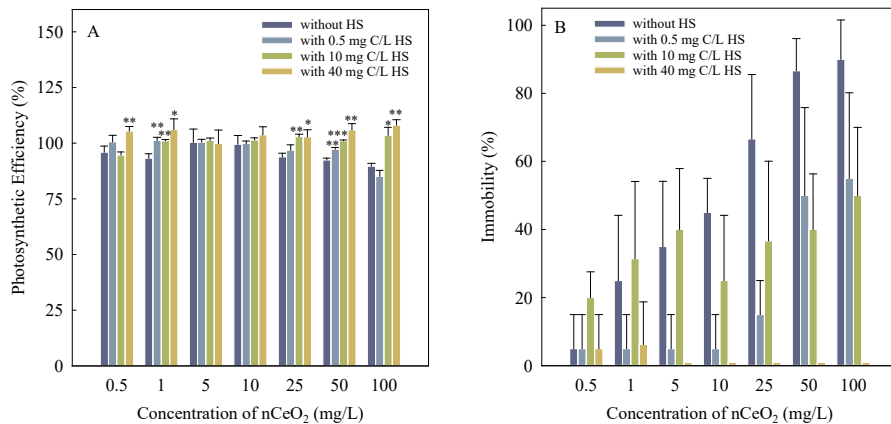 A
without HS
with 0.5 mg C/L HS
with 10 mg C/L HS
with 40 mg C/L HS
Photosynthetic Efficiency (%)
150
125
100
75
50
25
0
**
** ** *
** *
** *** **
* **
0.5 1 5 10 25 50 100
Concentration of nCeO₂ (mg/L)
B
without HS
with 0.5 mg C/L HS
with 10 mg C/L HS
with 40 mg C/L HS
Immobility (%)
100
80
60
40
20
0
0.5 1 5 10 25 50 100
Concentration of nCeO₂ (mg/L)